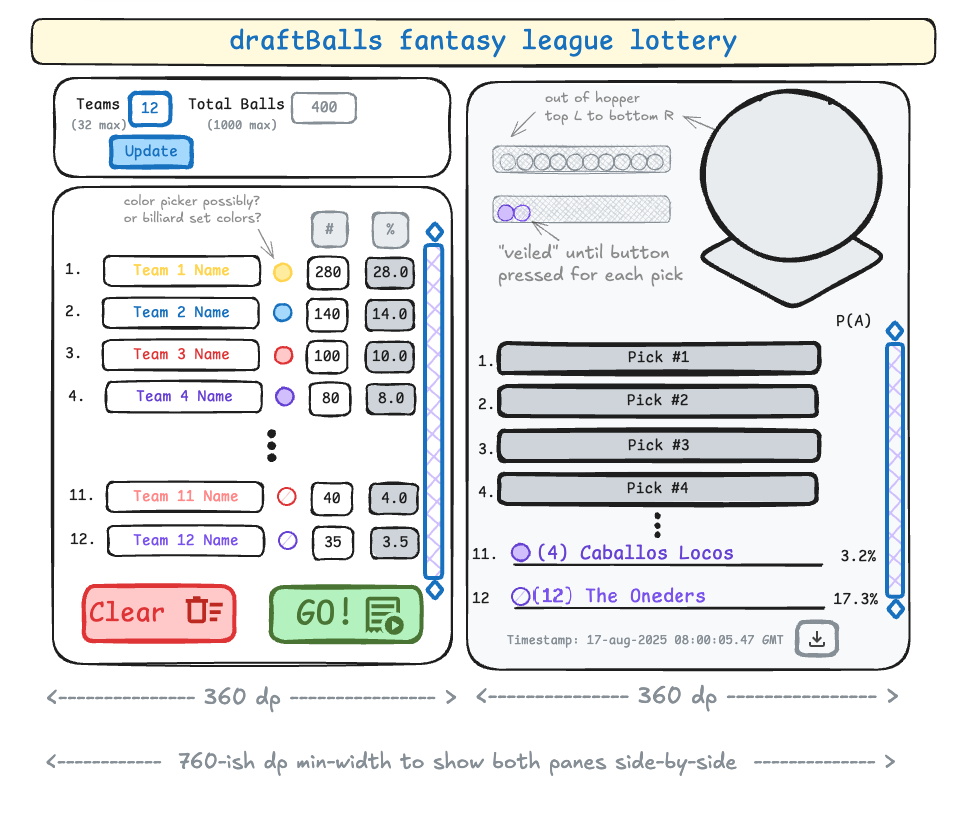 draftBalls fantasy league lottery
Teams 12 Total Balls 400
(32 max) (1000 max)
Update
color picker possibly?
or billiard set colors?
# %
1. Team 1 Name 280 28.0
2. Team 2 Name 140 14.0
3. Team 3 Name 100 10.0
4. Team 4 Name 80 8.0
11. Team 11 Name 40 4.0
12. Team 12 Name 35 3.5
Clear GO!
out of hopper
top L to bottom R
"veiled" until button
pressed for each pick
P(A)
1. Pick #1
2. Pick #2
3. Pick #3
4. Pick #4
11. (4) Caballos Locos 3.2%
12 (12) The Oneders 17.3%
Timestamp: 17-aug-2025 08:00:05.47 GMT
360 dp 360 dp
760-ish dp min-width to show both panes side-by-side